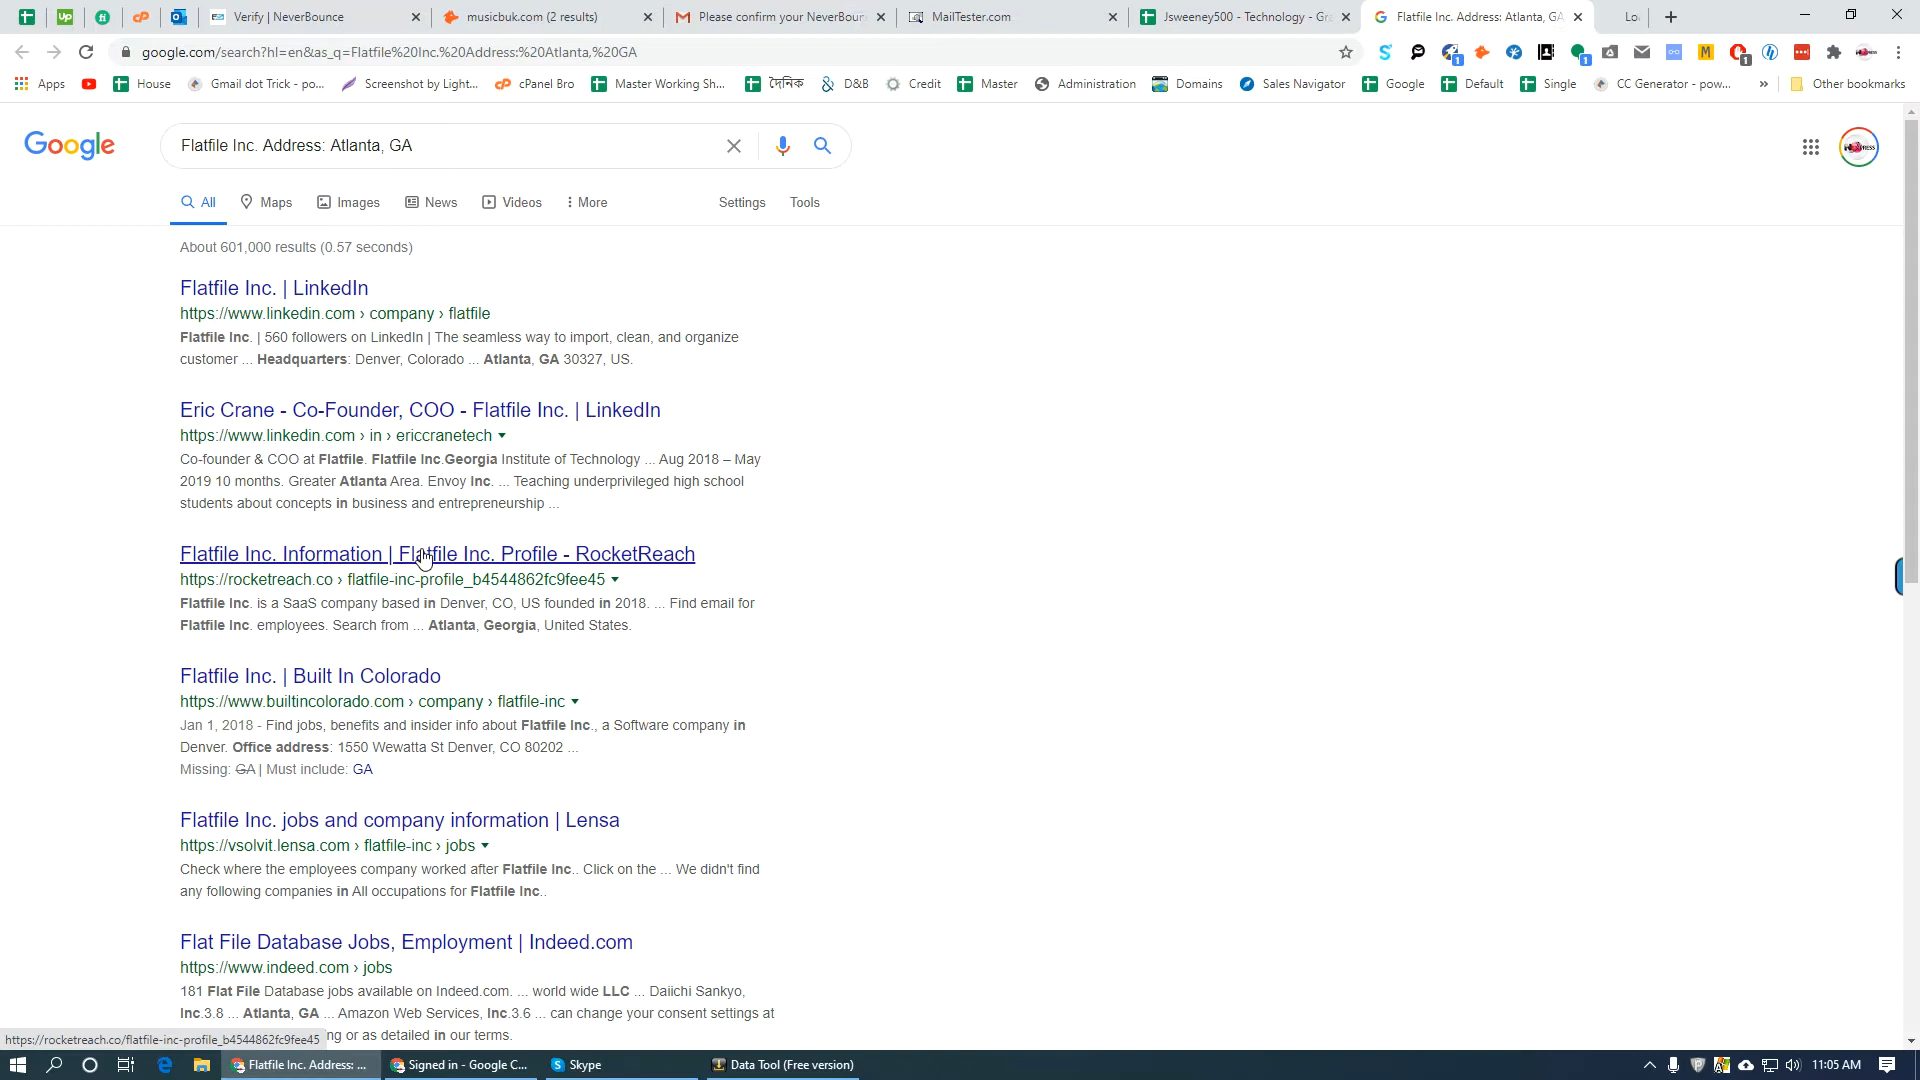 Verify | NeverBounce
musicbuk.com (2 results)
Please confirm your NeverBoun
MailTester.com
Jsweeney500 - Technology - Gr
Flatfile Inc. Address: Atlanta, GA
Lo
google.com/search?hl=en&as_q=Flatfile%20Inc.%20Address:%20Atlanta,%20GA
Apps
House
Gmail dot Trick - po...
Screenshot by Light...
cPanel Bro
Master Working Sh...
দৈনিক
D&B
Credit
Master
Administration
Domains
Sales Navigator
Google
Default
Single
CC Generator - pow...
»
Other bookmarks
Google
Flatfile Inc. Address: Atlanta, GA
All
Maps
Images
News
Videos
More
Settings
Tools
About 601,000 results (0.57 seconds)
Flatfile Inc. | LinkedIn
https://www.linkedin.com › company › flatfile
Flatfile Inc. | 560 followers on LinkedIn | The seamless way to import, clean, and organize
customer ... Headquarters: Denver, Colorado ... Atlanta, GA 30327, US.
Eric Crane - Co-Founder, COO - Flatfile Inc. | LinkedIn
https://www.linkedin.com › in › ericcranetech
Co-founder & COO at Flatfile. Flatfile Inc.Georgia Institute of Technology ... Aug 2018 – May
2019 10 months. Greater Atlanta Area. Envoy Inc. ... Teaching underprivileged high school
students about concepts in business and entrepreneurship ...
Flatfile Inc. Information | Flatfile Inc. Profile - RocketReach
https://rocketreach.co › flatfile-inc-profile_b4544862fc9fee45
Flatfile Inc. is a SaaS company based in Denver, CO, US founded in 2018. ... Find email for
Flatfile Inc. employees. Search from ... Atlanta, Georgia, United States.
Flatfile Inc. | Built In Colorado
https://www.builtincolorado.com › company › flatfile-inc
Jan 1, 2018 - Find jobs, benefits and insider info about Flatfile Inc., a Software company in
Denver. Office address: 1550 Wewatta St Denver, CO 80202 ...
Missing: GA | Must include: GA
Flatfile Inc. jobs and company information | Lensa
https://vsolvit.lensa.com › flatfile-inc › jobs
Check where the employees company worked after Flatfile Inc.. Click on the ... We didn't find
any following companies in All occupations for Flatfile Inc..
Flat File Database Jobs, Employment | Indeed.com
https://www.indeed.com › jobs
181 Flat File Database jobs available on Indeed.com. ... world wide LLC ... Daiichi Sankyo,
Inc.3.8 ... Atlanta, GA ... Amazon Web Services, Inc.3.6 ... can change your consent settings at
ng or as detailed in our terms.
https://rocketreach.co/flatfile-inc-profile_b4544862fc9fee45
Flatfile Inc. Address: ...
Signed in - Google C...
Skype
Data Tool (Free version)
11:05 AM